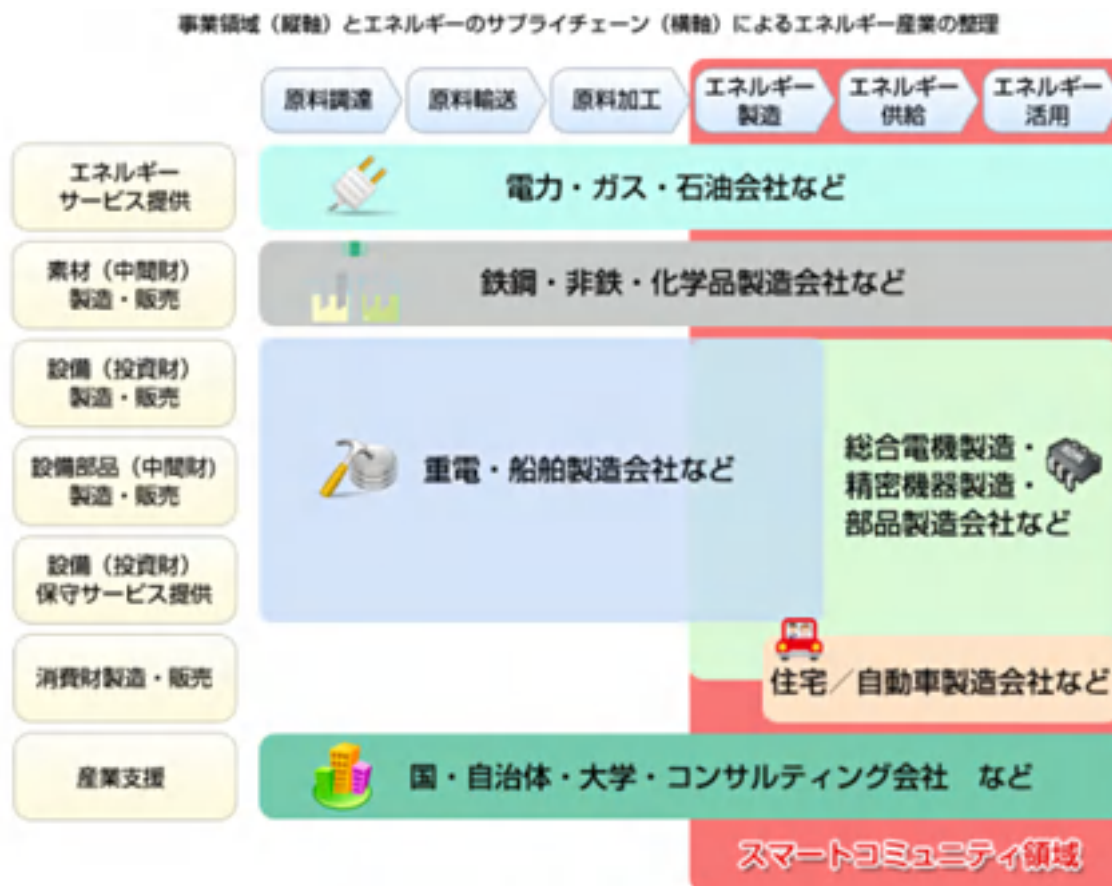 事業領域（縦軸）とエネルギーのサプライチェーン（横軸）によるエネルギー産業の整理
原料調達
原料輸送
原料加工
エネルギー
製造
エネルギー
供給
エネルギー
活用
エネルギー
サービス提供
電力・ガス・石油会社など
素材（中間財）
製造・販売
鉄鋼・非鉄・化学品製造会社など
設備（投資財）
製造・販売
設備部品（中間財）
製造・販売
設備（投資財）
保守サービス提供
重電・船舶製造会社など
総合電機製造・
精密機器製造・
部品製造会社など
消費財製造・販売
住宅／自動車製造会社など
産業支援
国・自治体・大学・コンサルティング会社　など
スマートコミュニティ領域